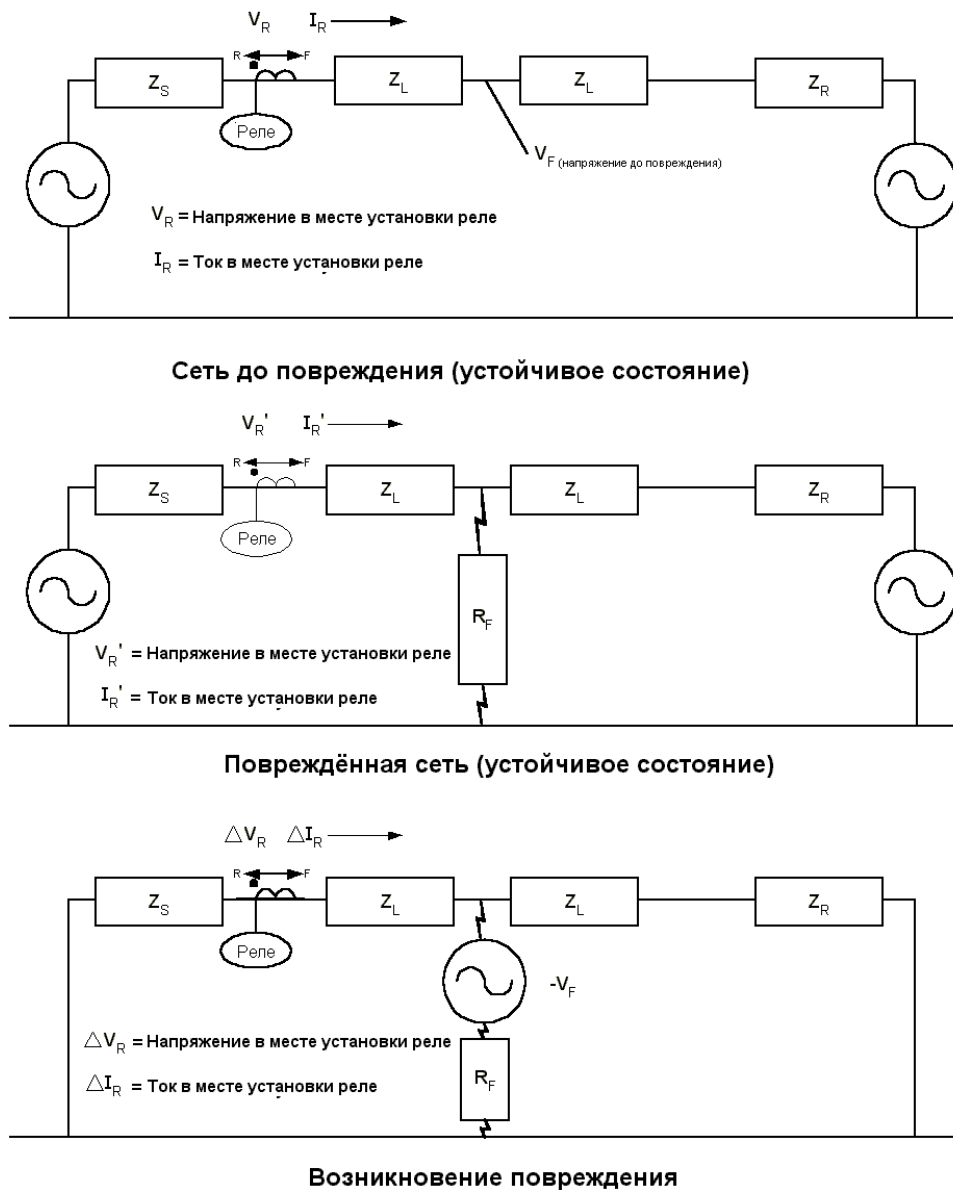 V_R I_R
R F
Z_S Z_L Z_L Z_R
Реле
V_F (напряжение до повреждения)
V_R = Напряжение в месте установки реле
I_R = Ток в месте установки реле
Сеть до повреждения (устойчивое состояние)
V_R' I_R'
R F
Z_S Z_L Z_L Z_R
Реле
R_F
V_R' = Напряжение в месте установки реле
I_R' = Ток в месте установки реле
Повреждённая сеть (устойчивое состояние)
△V_R △I_R
R F
Z_S Z_L Z_L Z_R
Реле
-V_F
△V_R = Напряжение в месте установки реле
R_F
△I_R = Ток в месте установки реле
Возникновение повреждения